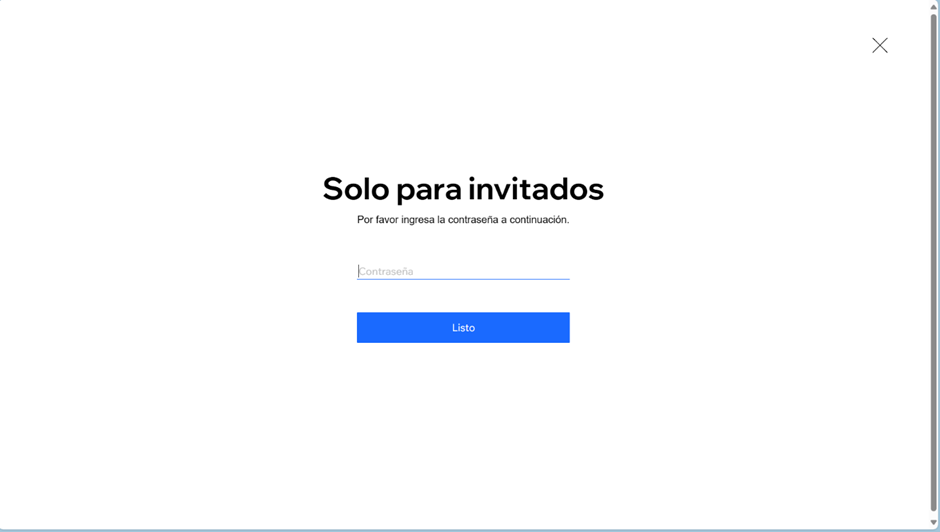 Solo para invitados
Por favor ingresa la contraseña a continuación.
Contraseña
Listo